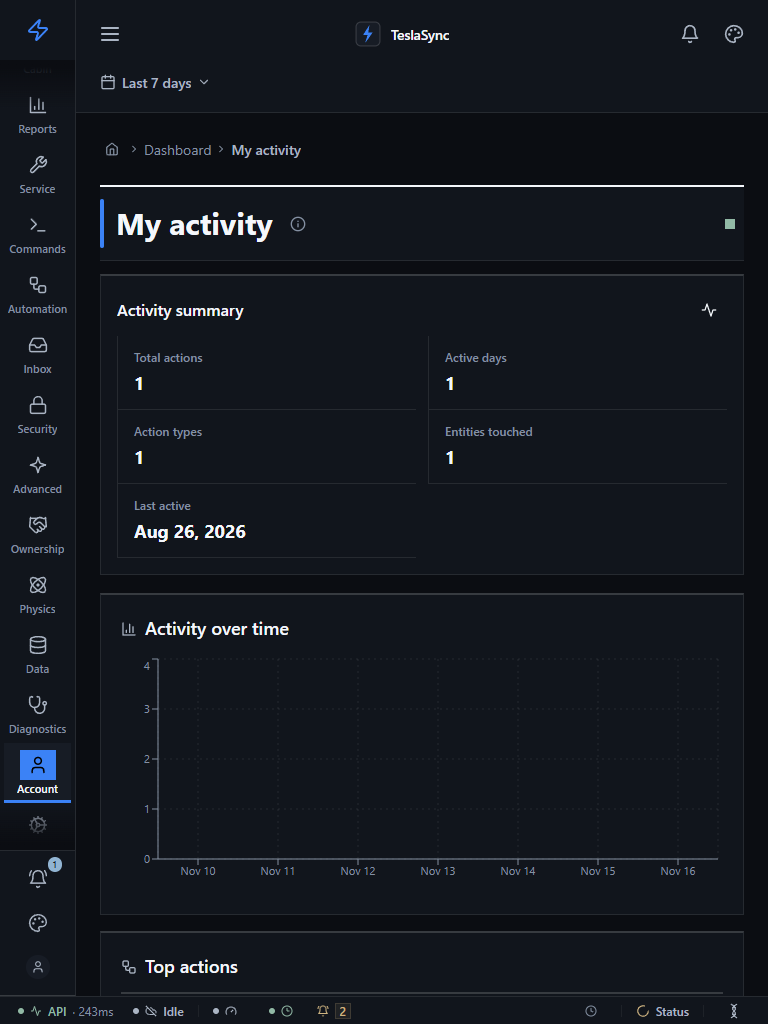 TeslaSync
Last 7 days
Dashboard
My activity
Reports
Service
Commands
Automation
Inbox
Security
Advanced
Ownership
Physics
Data
Diagnostics
Account
1
My activity
Activity summary
Total actions
1
Active days
1
Action types
1
Entities touched
1
Last active
Aug 26, 2026
Activity over time
4
3
2
1
0
Nov 10 Nov 11 Nov 12 Nov 13 Nov 14 Nov 15 Nov 16
Top actions
API · 243ms Idle 2 Status